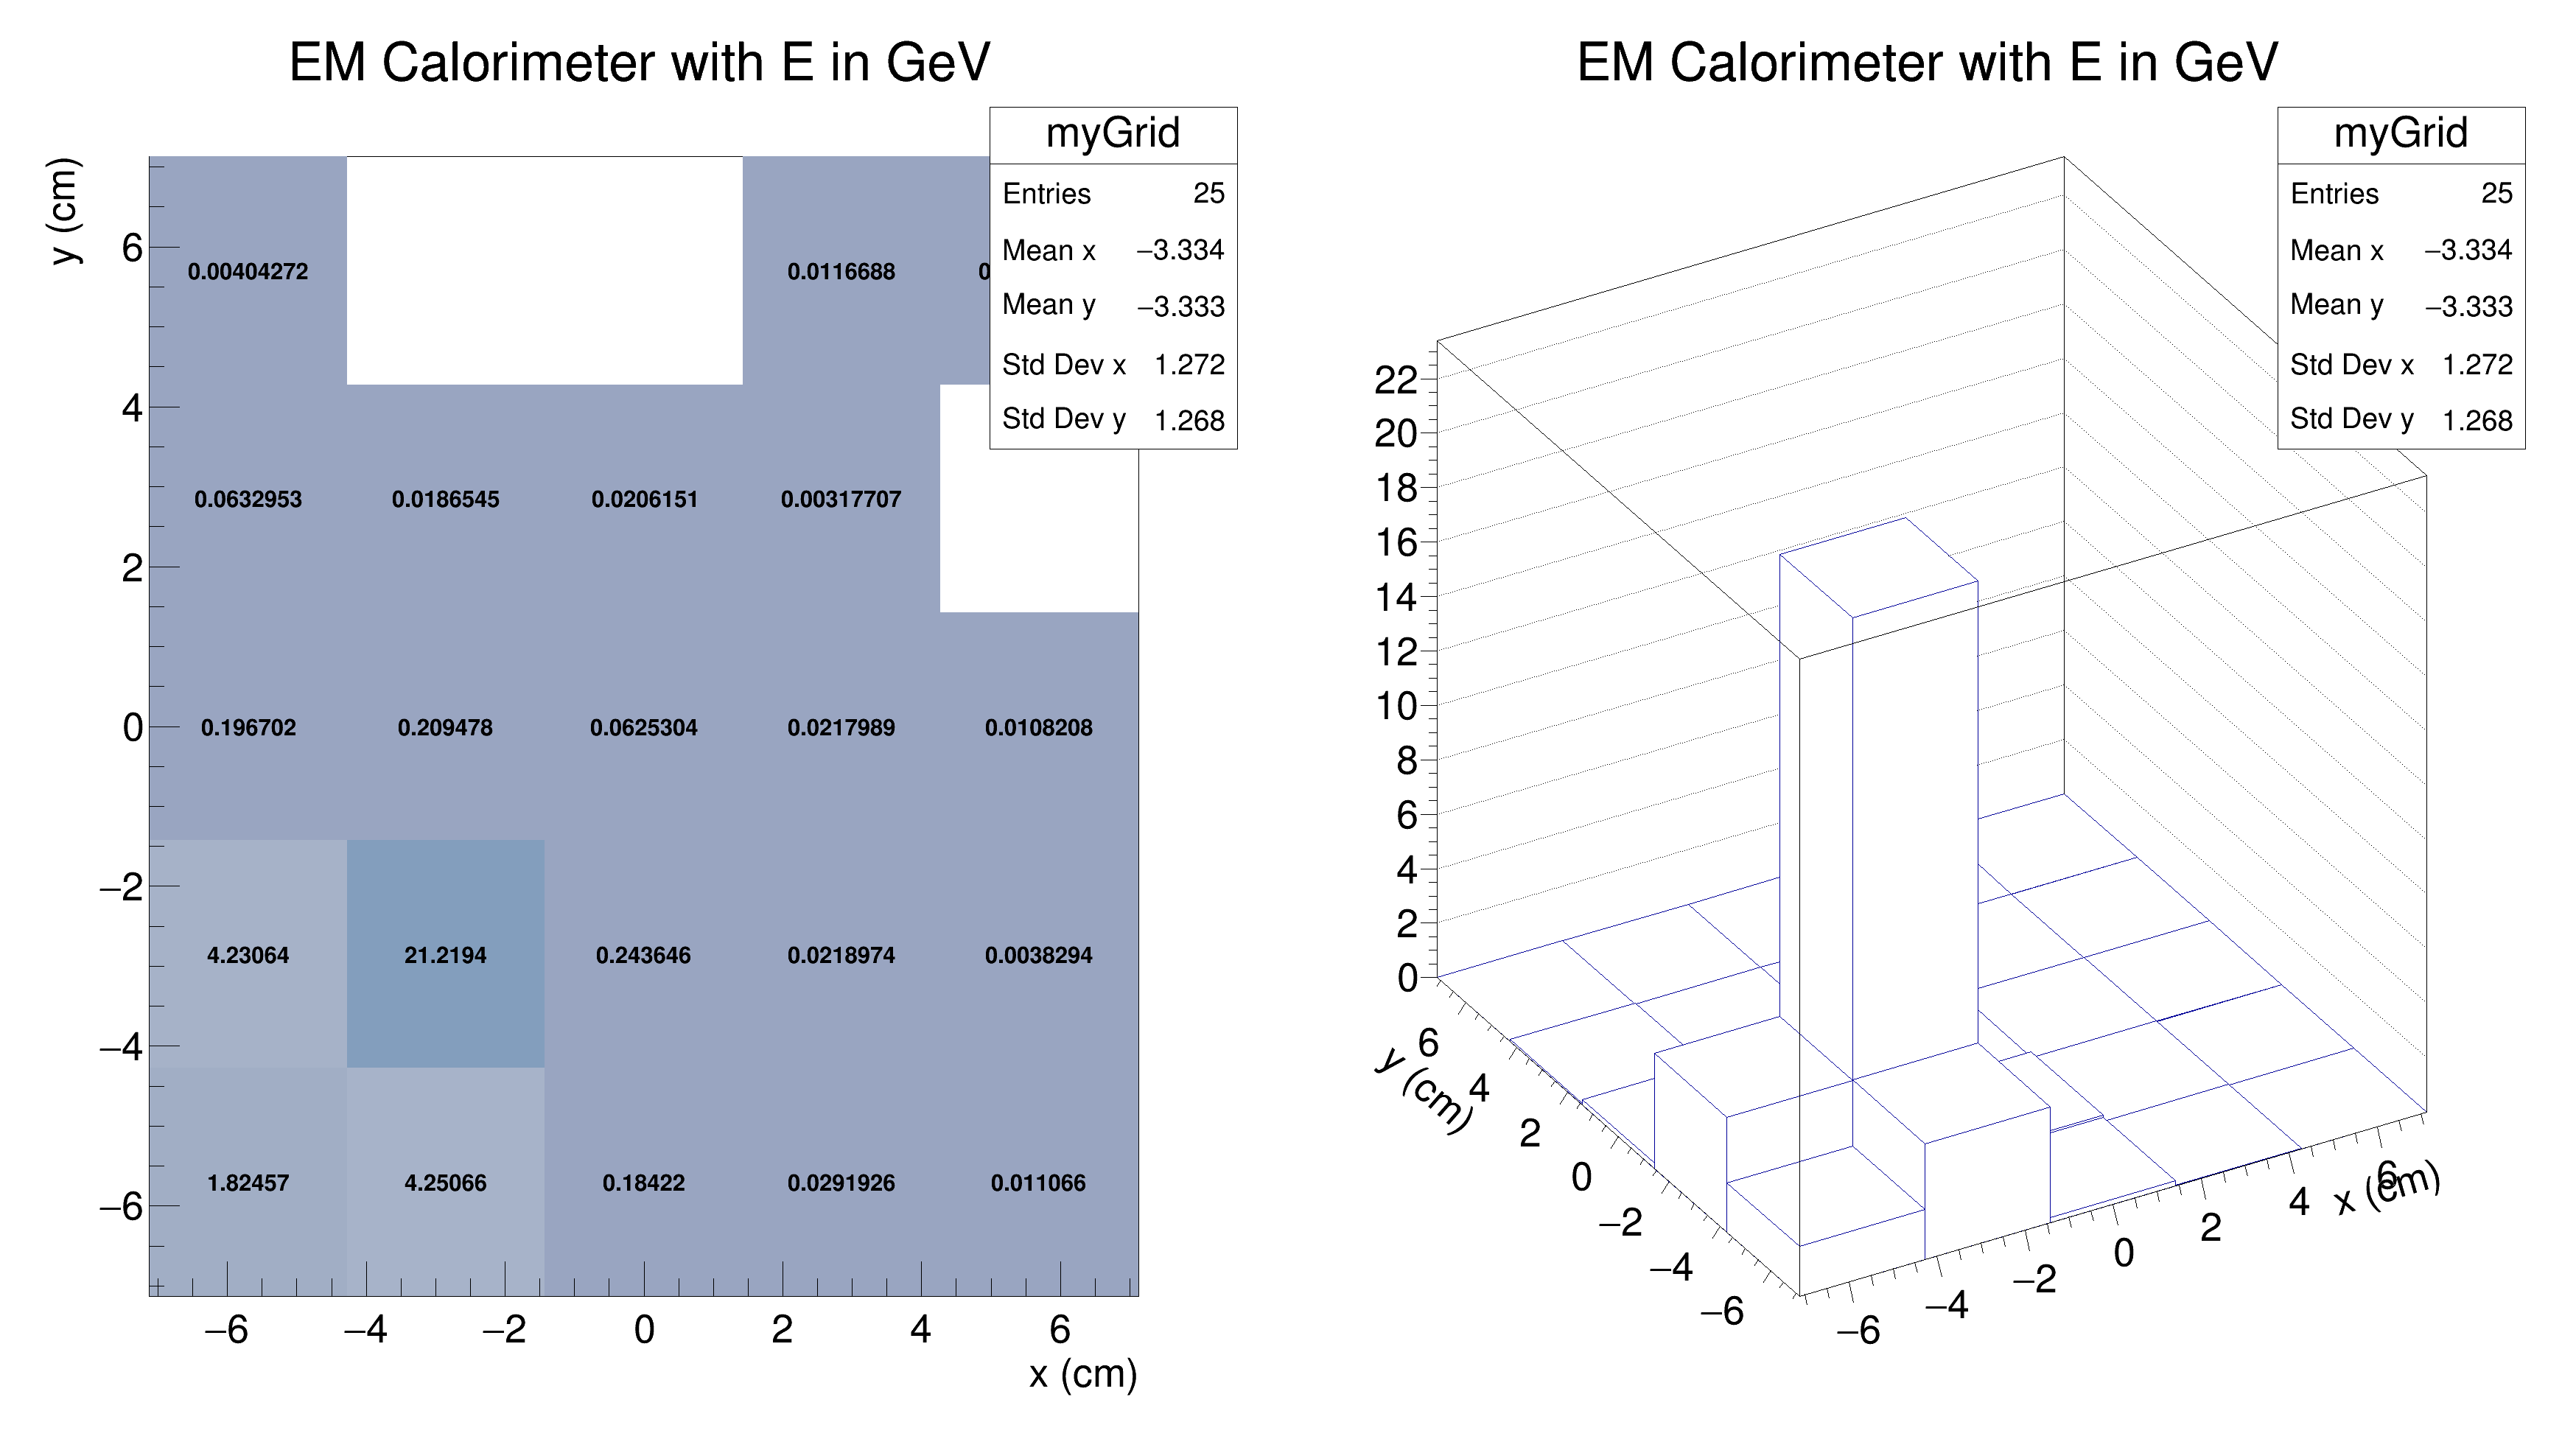 EM Calorimeter with E in GeV
myGrid
Entries 25
Mean x −3.334
Mean y −3.333
Std Dev x 1.272
Std Dev y 1.268
y (cm)
6
4
2
0
−2
−4
−6
0.00404272 0.0116688 0
0.0632953 0.0186545 0.0206151 0.00317707
0.196702 0.209478 0.0625304 0.0217989 0.0108208
4.23064 21.2194 0.243646 0.0218974 0.0038294
1.82457 4.25066 0.18422 0.0291926 0.011066
−6 −4 −2 0 2 4 6
x (cm)
EM Calorimeter with E in GeV
myGrid
Entries 25
Mean x −3.334
Mean y −3.333
Std Dev x 1.272
Std Dev y 1.268
22
20
18
16
14
12
10
8
6
4
2
0
y (cm)
6
4
2
0
−2
−4
−6
−6
−4
−2
0
2
4
6
x (cm)